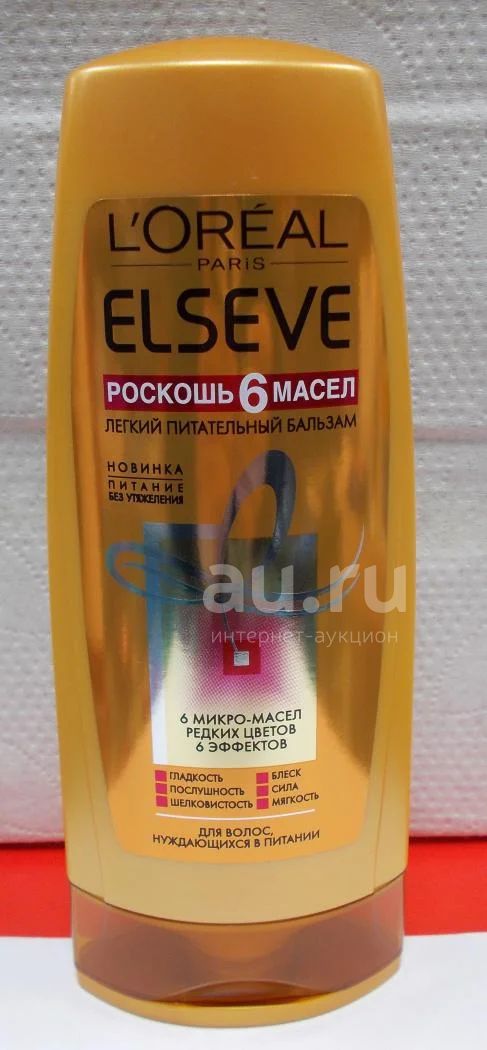 L'ORÉAL
PARIS
ELSEVE
РОСКОШЬ 6 МАСЕЛ
ЛЕГКИЙ ПИТАТЕЛЬНЫЙ БАЛЬЗАМ
НОВИНКА
ПИТАНИЕ
БЕЗ УТЯЖЕЛЕНИЯ
au.ru
интернет-аукцион
6 МИКРО-МАСЕЛ
РЕДКИХ ЦВЕТОВ
6 ЭФФЕКТОВ
ГЛАДКОСТЬ БЛЕСК
ПОСЛУШНОСТЬ СИЛА
ШЕЛКОВИСТОСТЬ МЯГКОСТЬ
ДЛЯ ВОЛОС,
НУЖДАЮЩИХСЯ В ПИТАНИИ